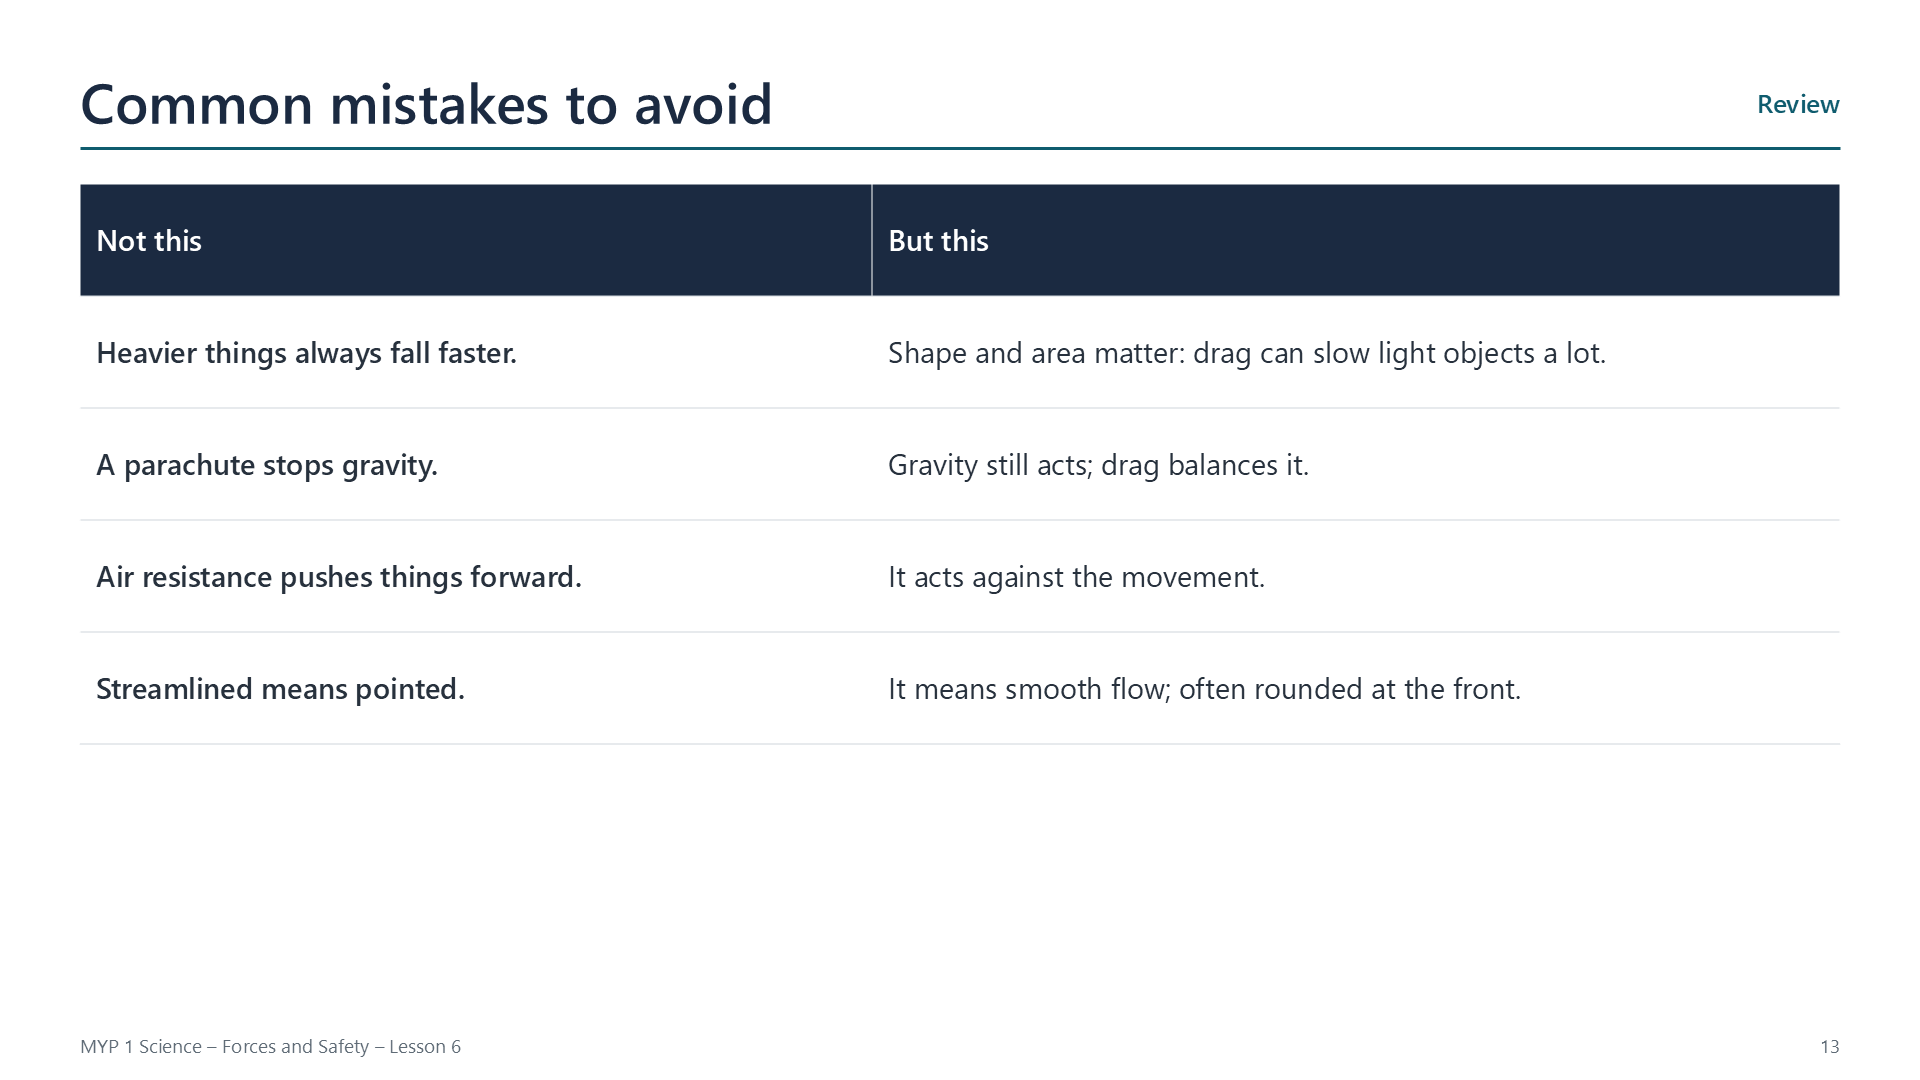 Common mistakes to avoid
Review
Not this
But this
Heavier things always fall faster.
Shape and area matter: drag can slow light objects a lot.
A parachute stops gravity.
Gravity still acts; drag balances it.
Air resistance pushes things forward.
It acts against the movement.
Streamlined means pointed.
It means smooth flow; often rounded at the front.
MYP 1 Science – Forces and Safety – Lesson 6
13